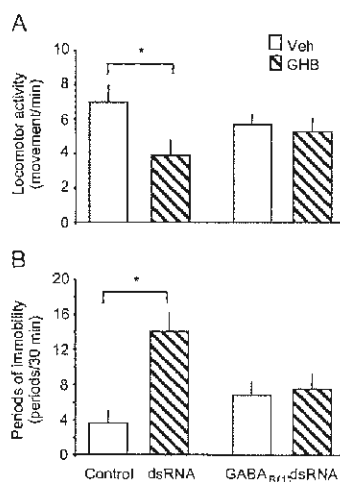 A
Veh
GHB
*
Locomotor activity
(movement/min)
10
8
6
4
2
0
B
*
Periods of immobility
(periods/30 min)
20
16
12
8
4
0
Control dsRNA GABAB(1)-dsRNA